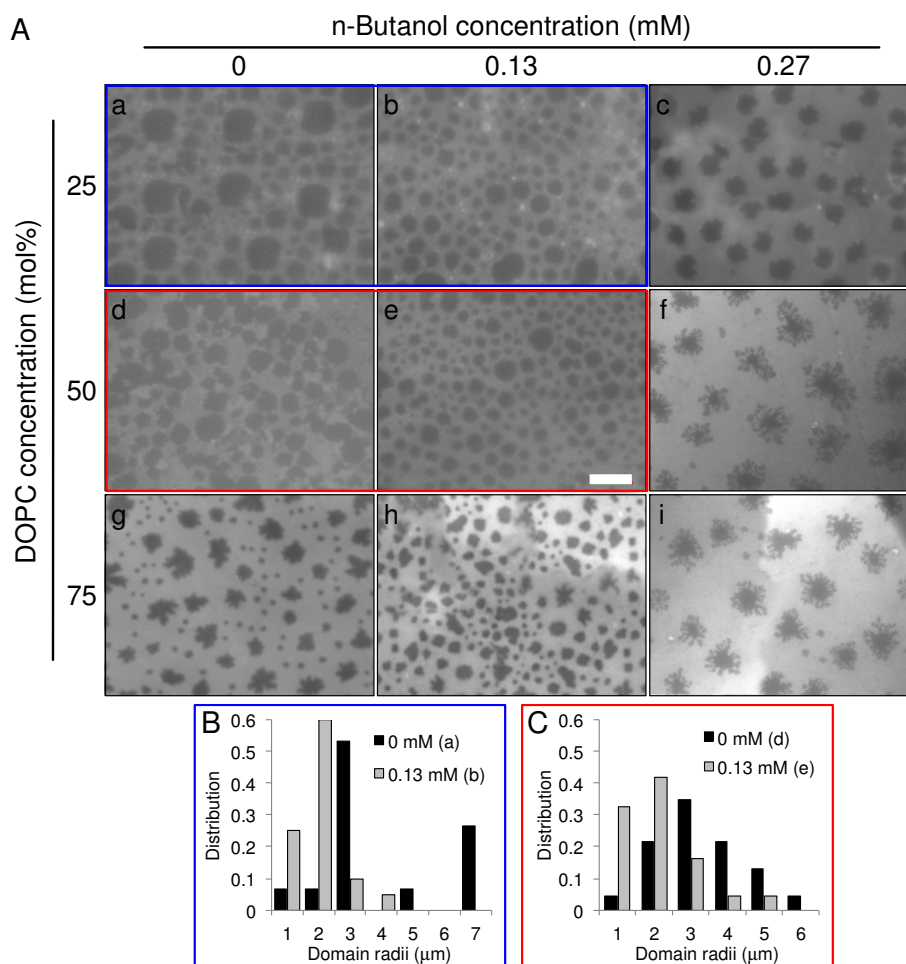 A
n-Butanol concentration (mM)
0 0.13 0.27
DOPC concentration (mol%)
25
50
75
a b c
d e f
g h i
B
0.6
0.5
0.4
0.3
0.2
0.1
0
Distribution
0 mM (a)
0.13 mM (b)
1 2 3 4 5 6 7
Domain radii (μm)
C
0.6
0.5
0.4
0.3
0.2
0.1
0
Distribution
0 mM (d)
0.13 mM (e)
1 2 3 4 5 6
Domain radii (μm)